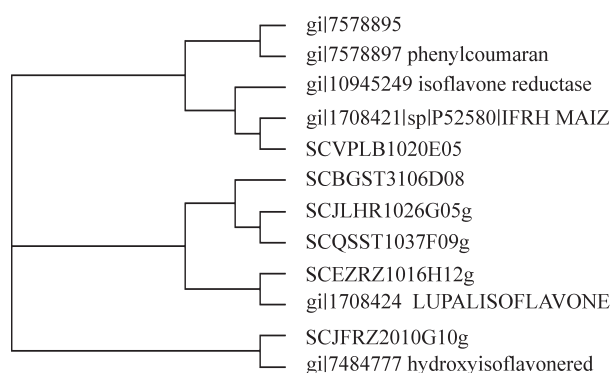 gi|7578895
gi|7578897 phenylcoumaran
gi|10945249 isoflavone reductase
gi|1708421|sp|P52580|IFRH MAIZ
SCVPLB1020E05
SCBGST3106D08
SCJLHR1026G05g
SCQSST1037F09g
SCEZRZ1016H12g
gi|1708424 LUPALISOFLAVONE
SCJFRZ2010G10g
gi|7484777 hydroxyisoflavonered